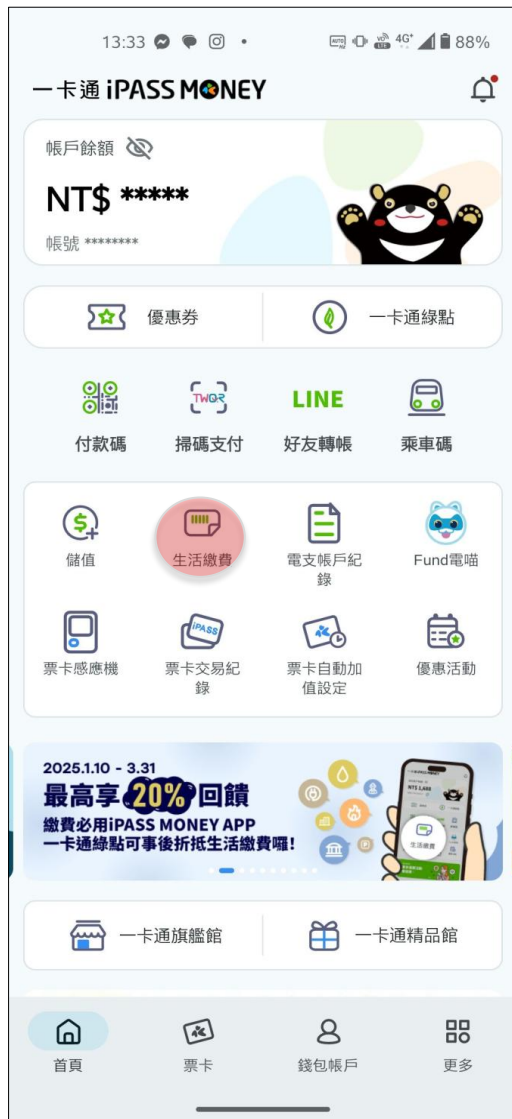 13:33
4G+
88%
一卡通 iPASS MONEY
帳戶餘額
NT$ *****
帳號 ********
優惠券
一卡通綠點
TWQR
LINE
付款碼
掃碼支付
好友轉帳
乘車碼
儲值
生活繳費
電支帳戶紀
錄
Fund電喵
iPASS
票卡感應機
票卡交易紀
錄
票卡自動加
值設定
優惠活動
2025.1.10 - 3.31
最高享20%回饋
繳費必用iPASS MONEY APP
一卡通綠點可事後折抵生活繳費喔!
生活繳費
一卡通旗艦館
一卡通精品館
首頁
票卡
錢包帳戶
更多